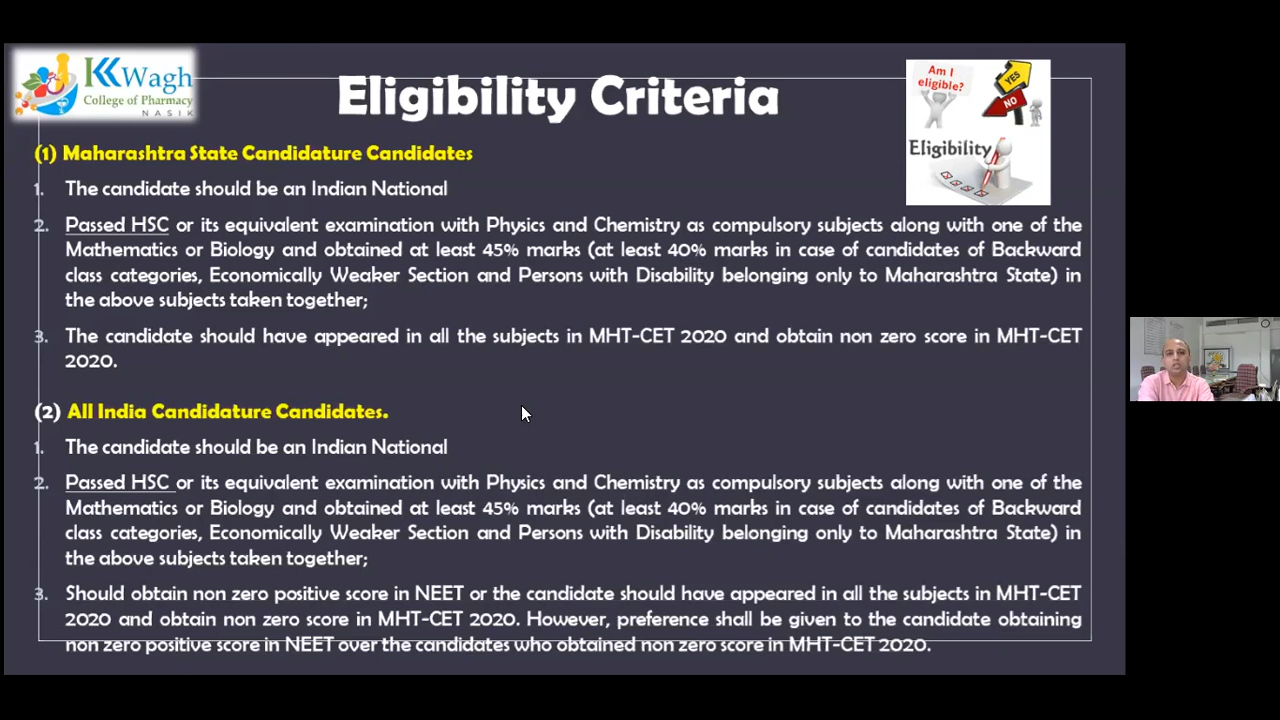 KK Wagh
College of Pharmacy
NASIK
Eligibility Criteria
Am I
eligible?
YES
NO
Eligibility
(1) Maharashtra State Candidature Candidates
1. The candidate should be an Indian National
2. Passed HSC or its equivalent examination with Physics and Chemistry as compulsory subjects along with one of the
Mathematics or Biology and obtained at least 45% marks (at least 40% marks in case of candidates of Backward
class categories, Economically Weaker Section and Persons with Disability belonging only to Maharashtra State) in
the above subjects taken together;
3. The candidate should have appeared in all the subjects in MHT-CET 2020 and obtain non zero score in MHT-CET
2020.
(2) All India Candidature Candidates.
1. The candidate should be an Indian National
2. Passed HSC or its equivalent examination with Physics and Chemistry as compulsory subjects along with one of the
Mathematics or Biology and obtained at least 45% marks (at least 40% marks in case of candidates of Backward
class categories, Economically Weaker Section and Persons with Disability belonging only to Maharashtra State) in
the above subjects taken together;
3. Should obtain non zero positive score in NEET or the candidate should have appeared in all the subjects in MHT-CET
2020 and obtain non zero score in MHT-CET 2020. However, preference shall be given to the candidate obtaining
non zero positive score in NEET over the candidates who obtained non zero score in MHT-CET 2020.